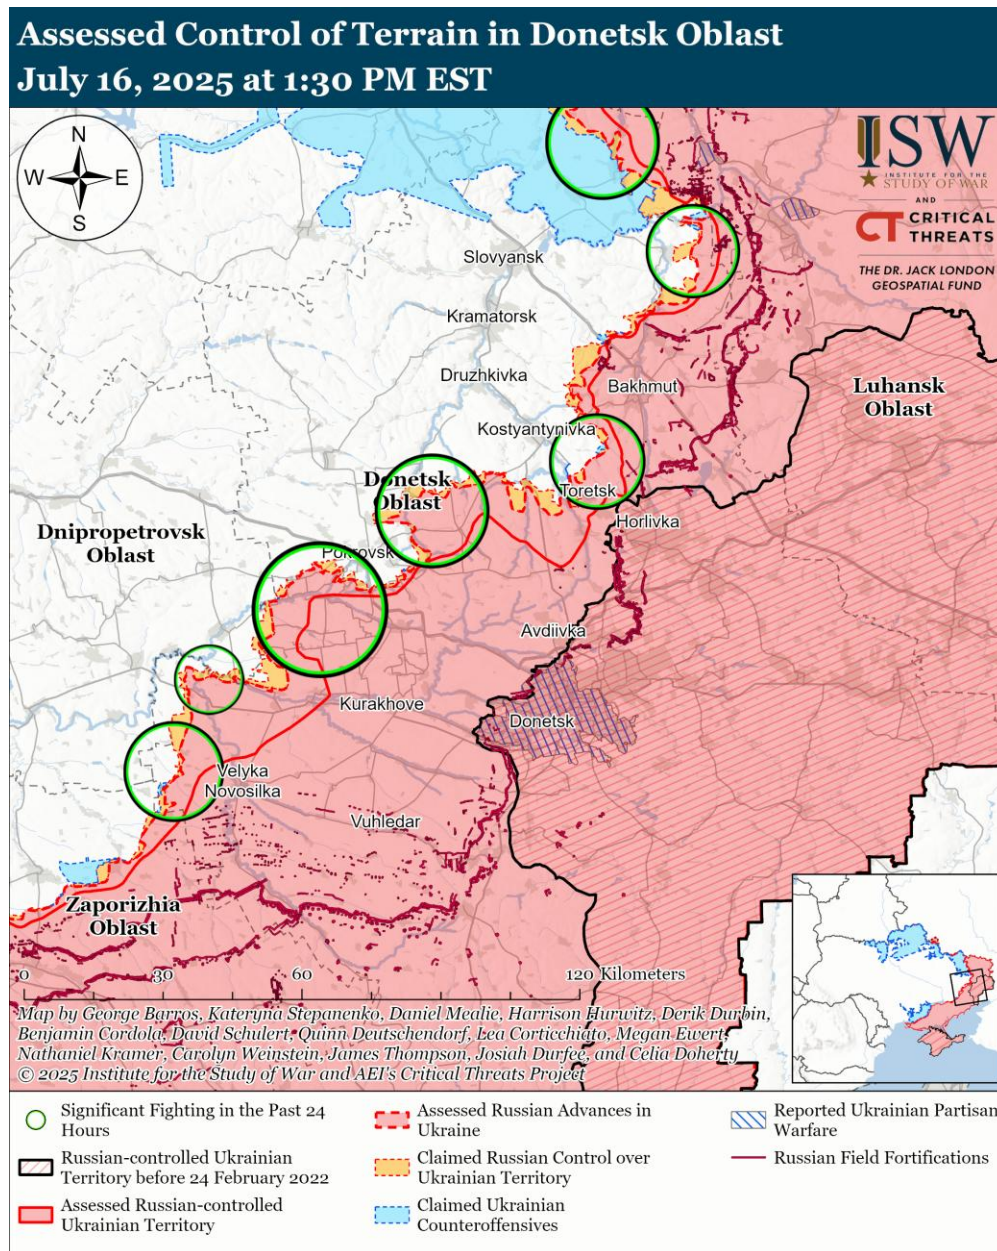 Assessed Control of Terrain in Donetsk Oblast
July 16, 2025 at 1:30 PM EST
N
W
E
S
ISW
INSTITUTE FOR THE
STUDY OF WAR
AND
CT CRITICAL
THREATS
THE DR. JACK LONDON
GEOSPATIAL FUND
Slovyansk
Kramatorsk
Druzhkivka
Bakhmut
Luhansk
Oblast
Kostyantynivka
Donetsk
Oblast
Toretsk
Horlivka
Dnipropetrovsk
Oblast
Pokrovsk
Avdiivka
Kurakhove
Donetsk
Velyka
Novosilka
Vuhledar
Zaporizhia
Oblast
0 30 60 120 Kilometers
Map by George Barros, Kateryna Stepanenko, Daniel Mealie, Harrison Hurwitz, Derik Durbin,
Benjamin Cordola, David Schulert, Quinn Deutschendorf, Lea Corticchiato, Megan Ewert,
Nathaniel Kramer, Carolyn Weinstein, James Thompson, Josiah Durfee, and Celia Doherty
© 2025 Institute for the Study of War and AEI's Critical Threats Project
Significant Fighting in the Past 24
Hours
Russian-controlled Ukrainian
Territory before 24 February 2022
Assessed Russian-controlled
Ukrainian Territory
Assessed Russian Advances in
Ukraine
Claimed Russian Control over
Ukrainian Territory
Claimed Ukrainian
Counteroffensives
Reported Ukrainian Partisan
Warfare
Russian Field Fortifications